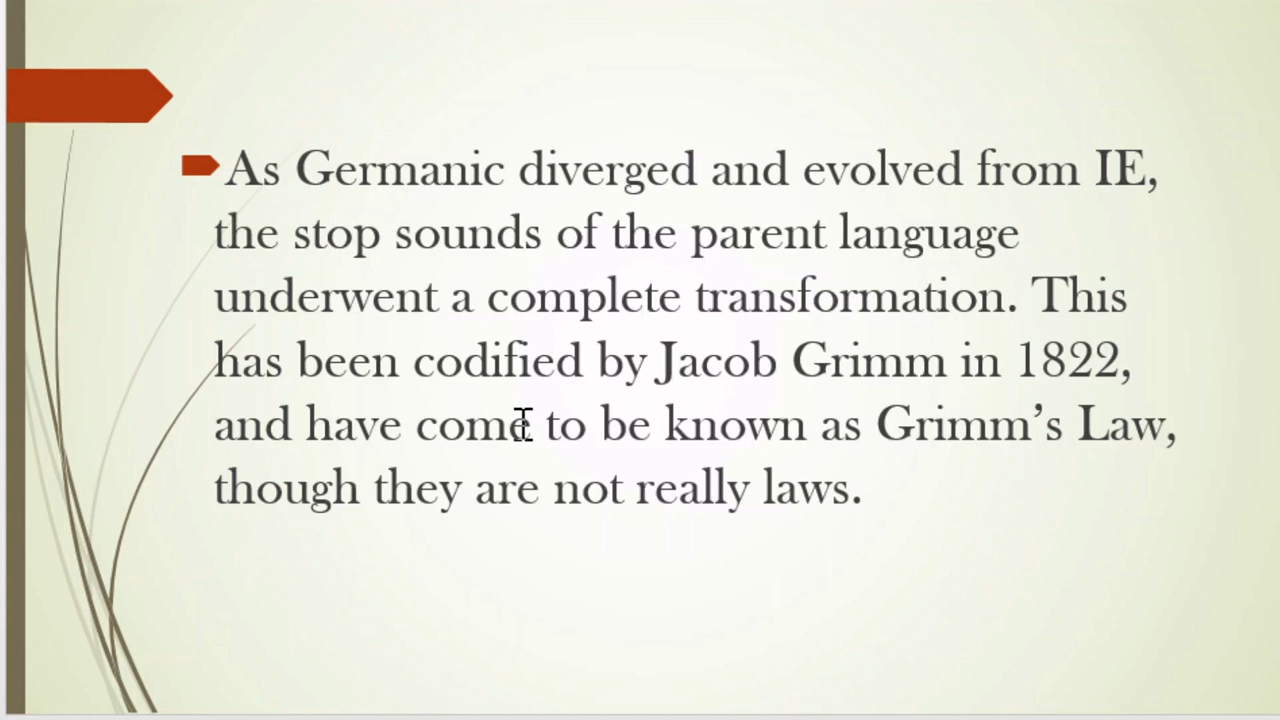 As Germanic diverged and evolved from IE,
the stop sounds of the parent language
underwent a complete transformation. This
has been codified by Jacob Grimm in 1822,
and have come to be known as Grimm’s Law,
though they are not really laws.